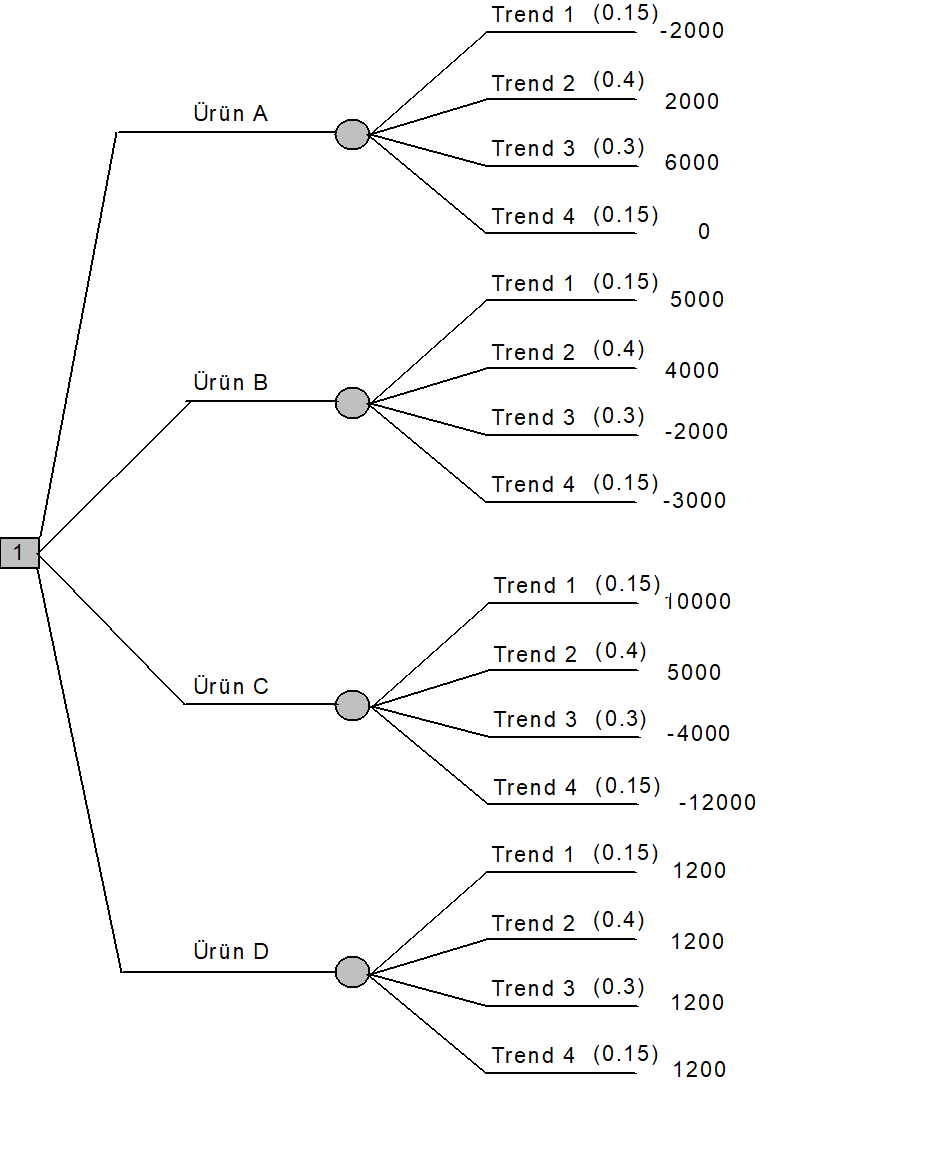 Trend 1 (0.15) -2000
Trend 2 (0.4) 2000
Ürün A
Trend 3 (0.3) 6000
Trend 4 (0.15) 0
Trend 1 (0.15) 5000
Trend 2 (0.4) 4000
Ürün B
Trend 3 (0.3) -2000
Trend 4 (0.15) -3000
1
Trend 1 (0.15) 10000
Trend 2 (0.4) 5000
Ürün C
Trend 3 (0.3) -4000
Trend 4 (0.15) -12000
Trend 1 (0.15) 1200
Trend 2 (0.4) 1200
Ürün D
Trend 3 (0.3) 1200
Trend 4 (0.15) 1200